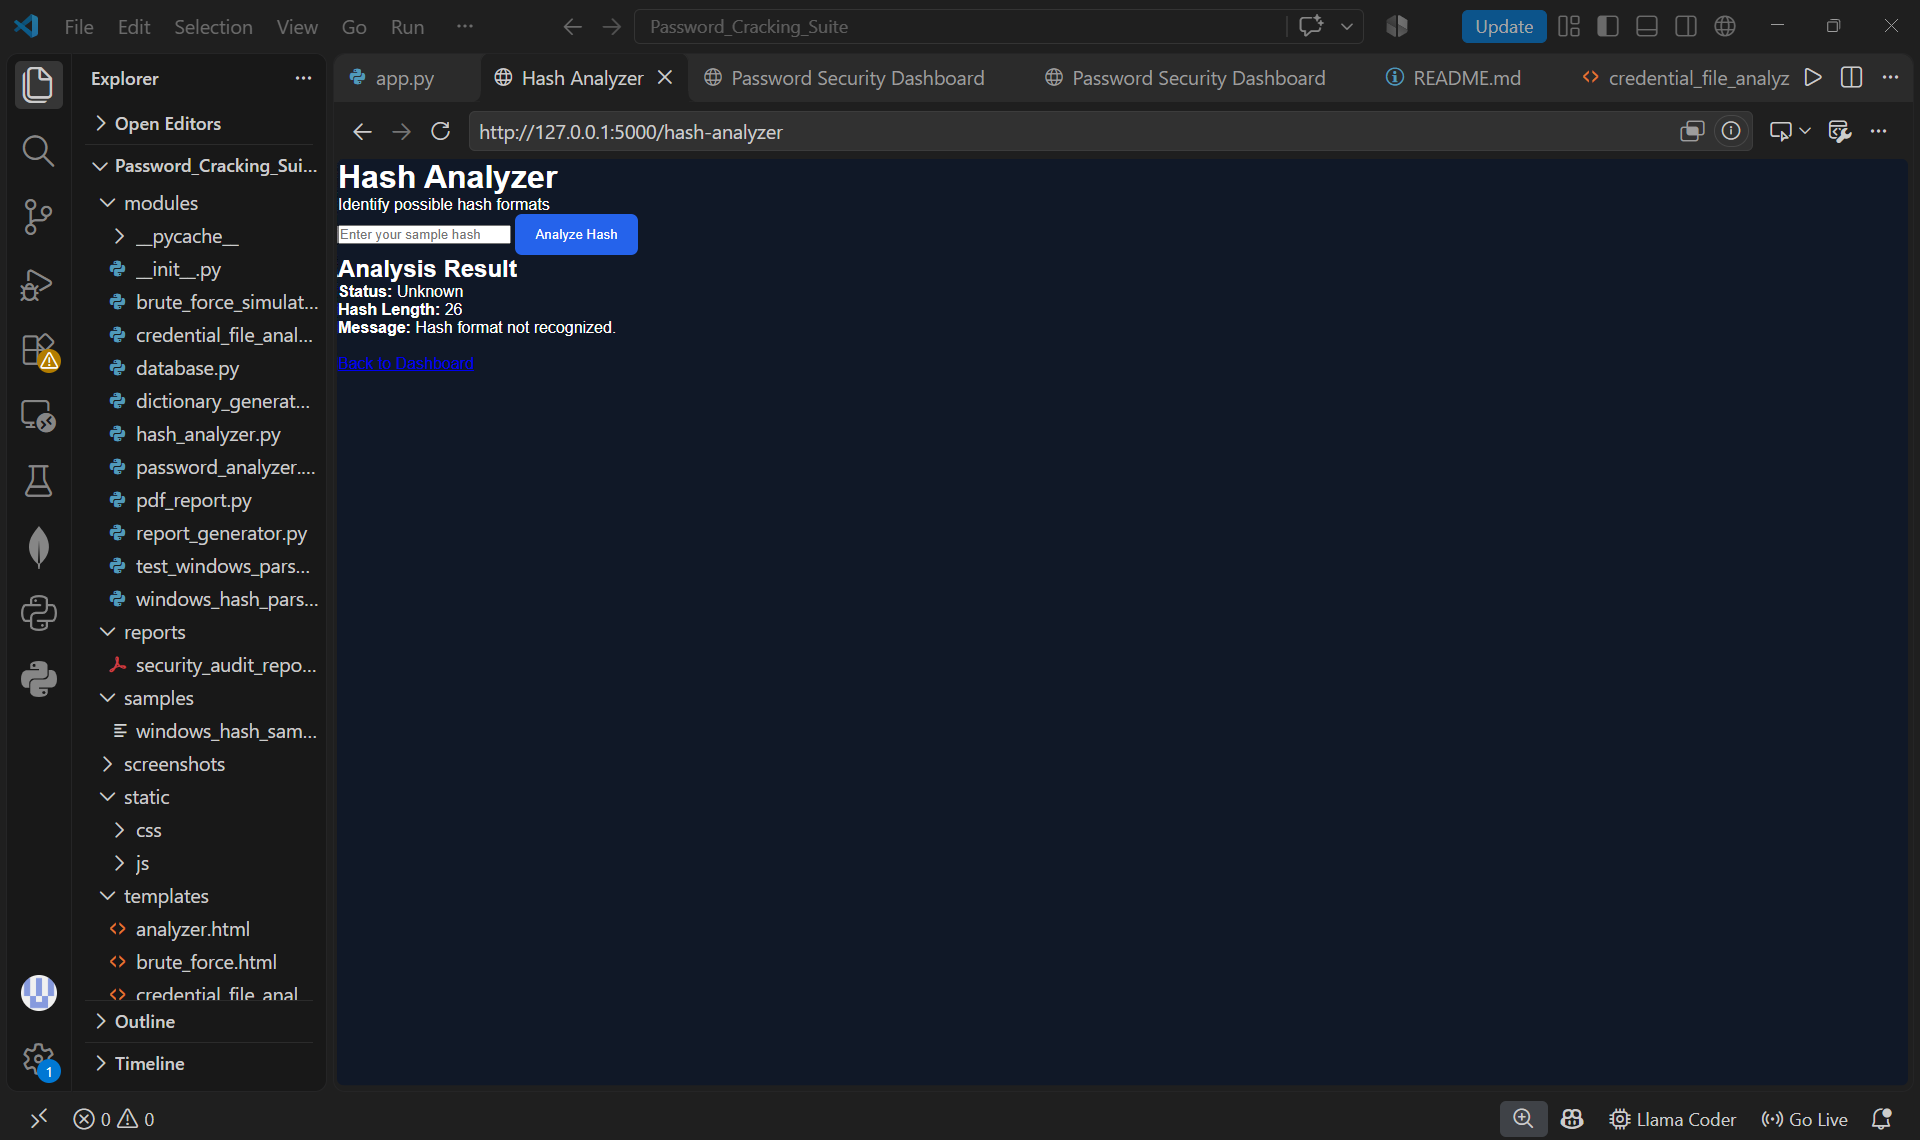 File Edit Selection View Go Run ··· Password_Cracking_Suite Update
Explorer ···
Open Editors
Password_Cracking_Sui...
modules
__pycache__
__init__.py
brute_force_simulat...
credential_file_anal...
database.py
dictionary_generat...
hash_analyzer.py
password_analyzer....
pdf_report.py
report_generator.py
test_windows_pars...
windows_hash_pars...
reports
security_audit_repo...
samples
windows_hash_sam...
screenshots
static
css
js
templates
analyzer.html
brute_force.html
credential_file_anal
Outline
Timeline
1
app.py Hash Analyzer Password Security Dashboard Password Security Dashboard README.md credential_file_analyz
http://127.0.0.1:5000/hash-analyzer
Hash Analyzer
Identify possible hash formats
Enter your sample hash Analyze Hash
Analysis Result
Status: Unknown
Hash Length: 26
Message: Hash format not recognized.
Back to Dashboard
0 0 Llama Coder Go Live